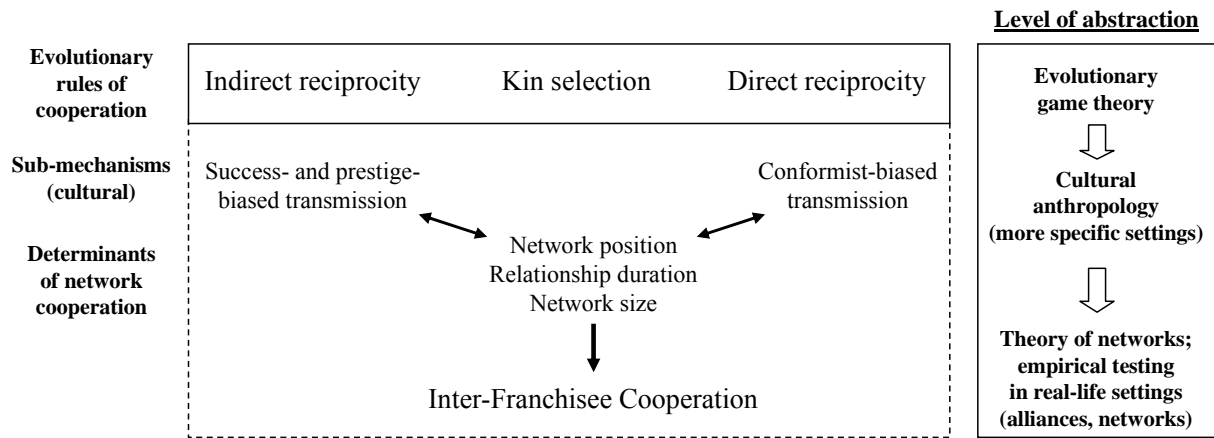 Level of abstraction
Evolutionary
rules of
cooperation
Indirect reciprocity
Kin selection
Direct reciprocity
Evolutionary
game theory
Sub-mechanisms
(cultural)
Success- and prestige-
biased transmission
Conformist-biased
transmission
Cultural
anthropology
(more specific settings)
Determinants
of network
cooperation
Network position
Relationship duration
Network size
Inter-Franchisee Cooperation
Theory of networks;
empirical testing
in real-life settings
(alliances, networks)